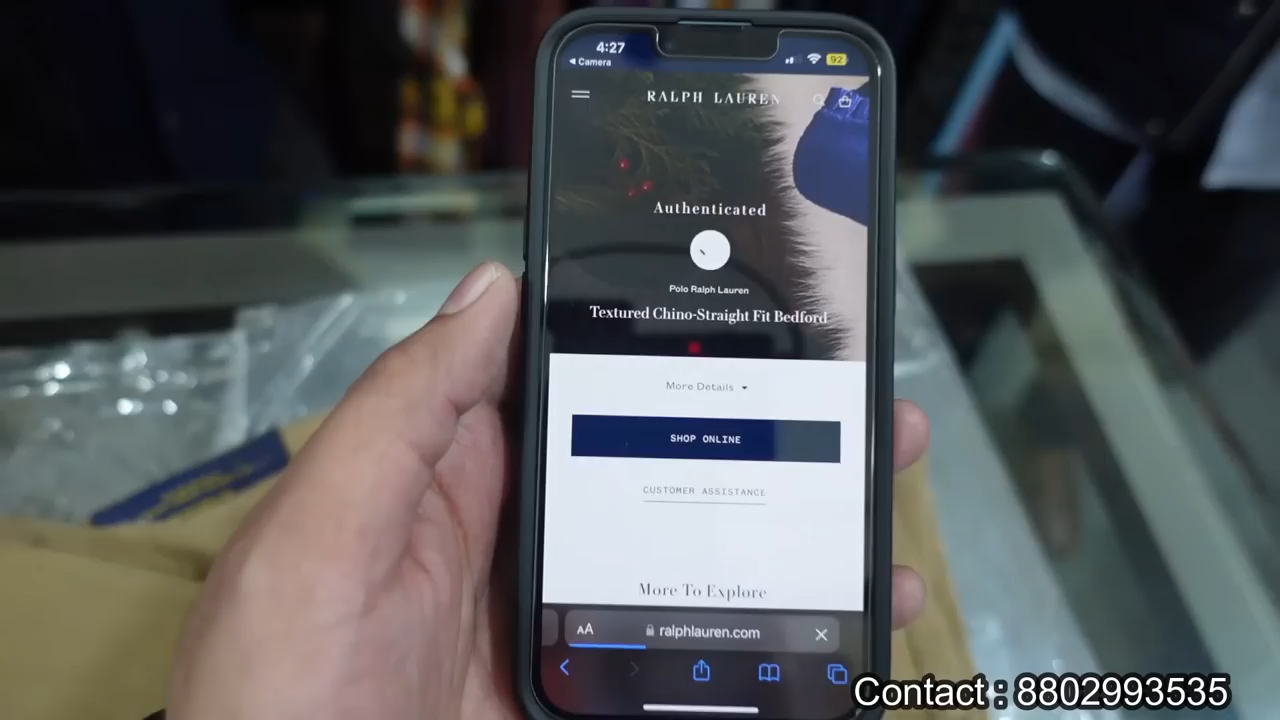 4:27
◀ Camera
92
RALPH LAUREN
Authenticated
Polo Ralph Lauren
Textured Chino-Straight Fit Bedford
More Details
SHOP ONLINE
CUSTOMER ASSISTANCE
More To Explore
AA ralphlauren.com
Contact : 8802993535